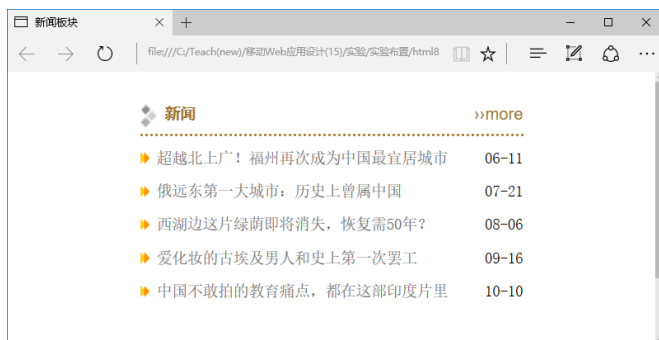 新闻板块
file:///C:/Teach(new)/移动Web应用设计(15)/实验/实验布置/html8
新闻 ››more
超越北上广！福州再次成为中国最宜居城市 06-11
俄远东第一大城市：历史上曾属中国 07-21
西湖边这片绿荫即将消失，恢复需50年？ 08-06
爱化妆的古埃及男人和史上第一次罢工 09-16
中国不敢拍的教育痛点，都在这部印度片里 10-10